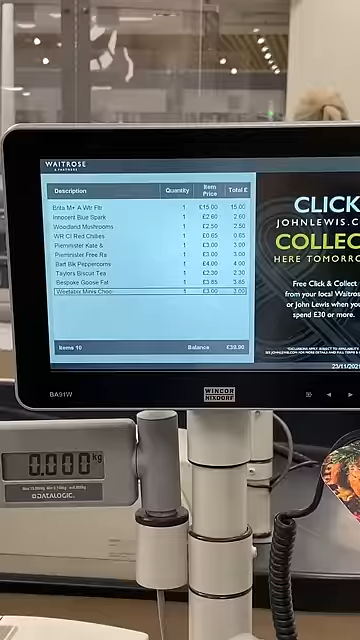 WAITROSE
& PARTNERS
Description Quantity Item Price Total £
Brita M+ A Wtr Fltr 1 £15.00 15.00
Innocent Blue Spark 1 £2.60 2.60
Woodland Mushrooms 1 £2.50 2.50
WR Cl Red Chillies 1 £0.65 0.65
Pieminister Kate & 1 £3.00 3.00
Pieminister Free Ra 1 £3.00 3.00
Bart Blk Peppercorns 1 £4.00 4.00
Taylors Biscuit Tea 1 £2.30 2.30
Bespoke Goose Fat 1 £3.85 3.85
Weetabix Minis Choc 1 £3.00 3.00
Items 10 Balance £39.90
CLICK
JOHNLEWIS.C
COLLEC
HERE TOMORRO
Free Click & Collect
from your local Waitros
or John Lewis when you
spend £30 or more.
23/11/2021
BA91W
WINCOR
NIXDORF
0.000 kg
DATALOGIC